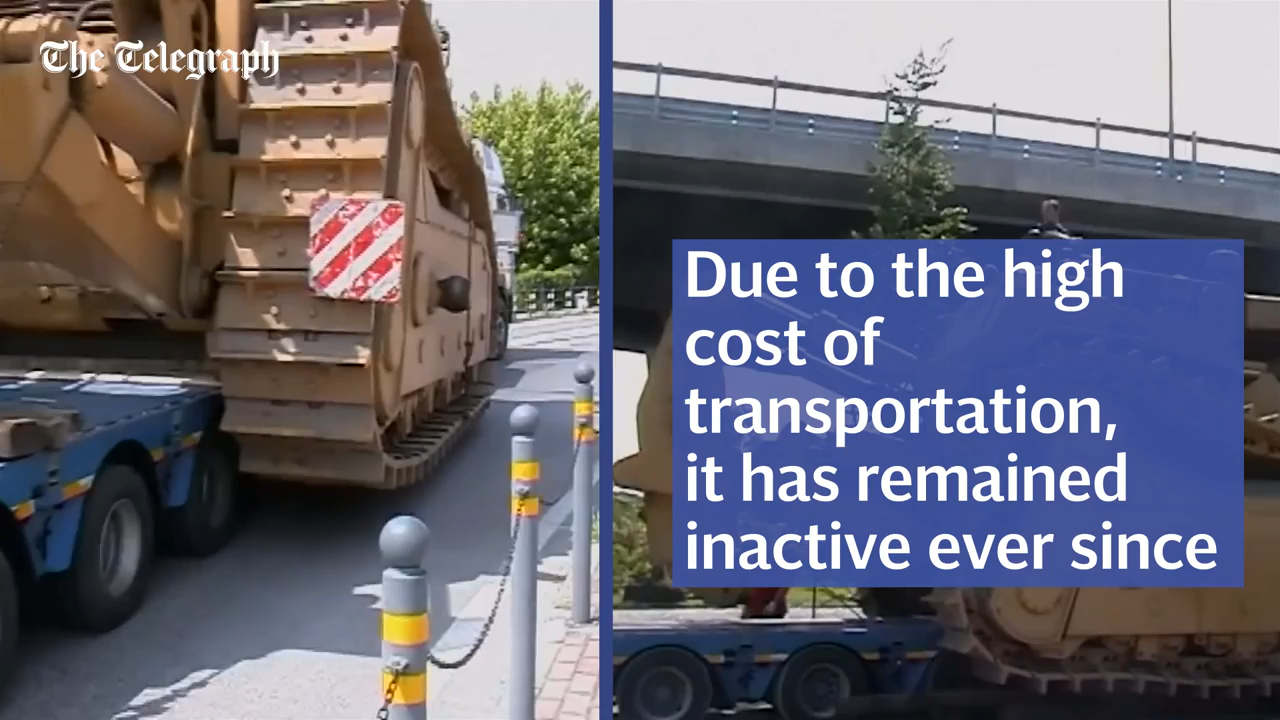 The Telegraph
Due to the high
cost of
transportation,
it has remained
inactive ever since